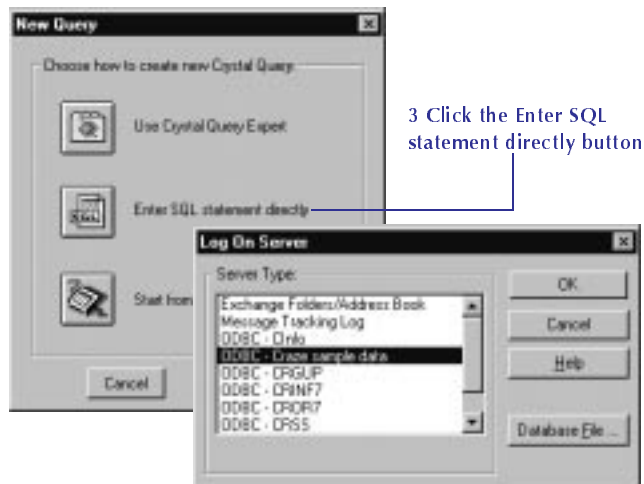 New Query
Choose how to create new Crystal Query:
Use Crystal Query Expert
3 Click the Enter SQL
statement directly button
SQL
Enter SQL statement directly
Start from
Cancel
Log On Server
Server Type:
Exchange Folders/Address Book
Message Tracking Log
ODBC - CInfo
ODBC - Craze sample data
ODBC - CRGUP
ODBC - CRINF7
ODBC - CROR7
ODBC - CRSS
OK
Cancel
Help
Database File ...